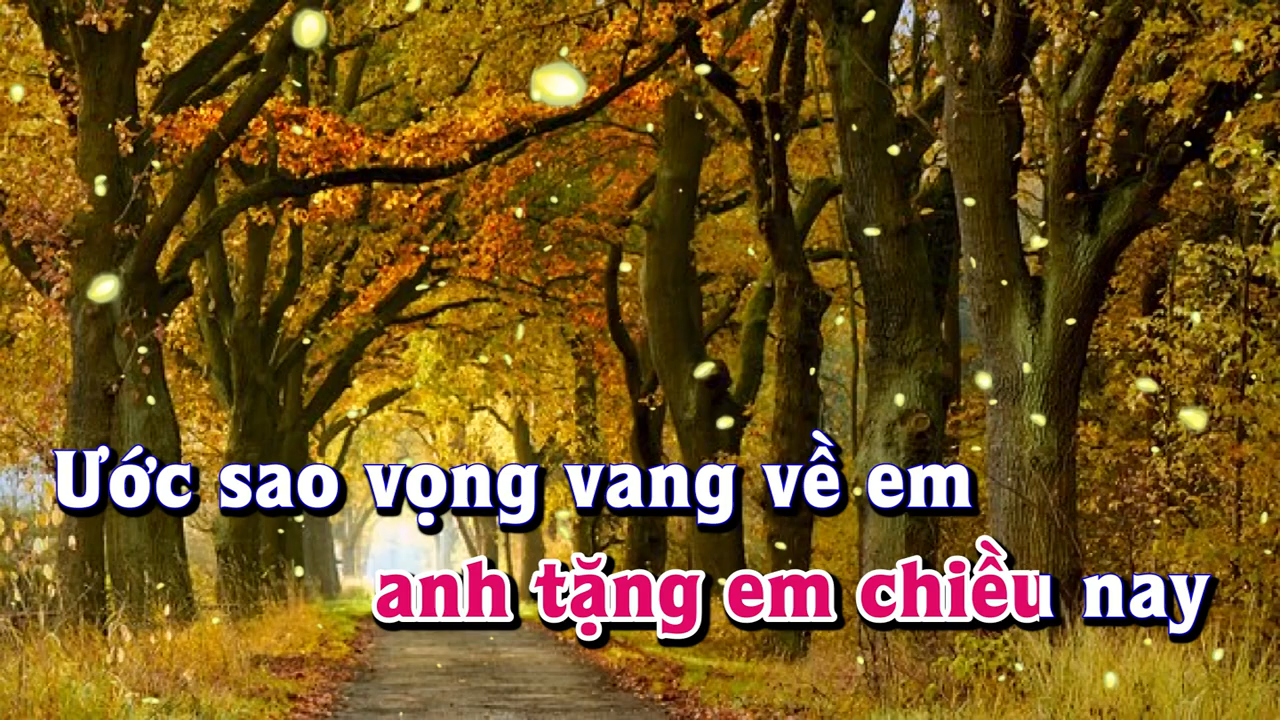 Ước sao vọng vang về em
anh tặng em chiều nay